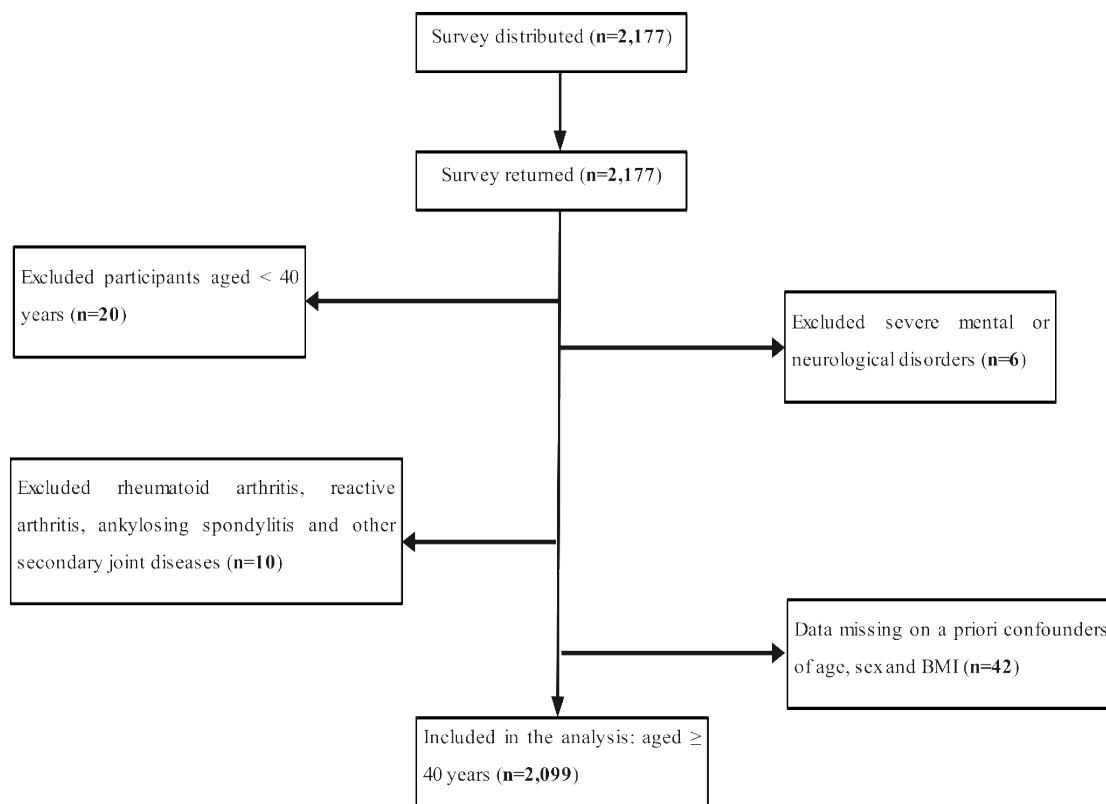 Survey distributed (n=2,177)
Survey returned (n=2,177)
Excluded participants aged < 40
years (n=20)
Excluded severe mental or
neurological disorders (n=6)
Excluded rheumatoid arthritis, reactive
arthritis, ankylosing spondylitis and other
secondary joint diseases (n=10)
Data missing on a priori confounders
of age, sex and BMI (n=42)
Included in the analysis: aged ≥
40 years (n=2,099)